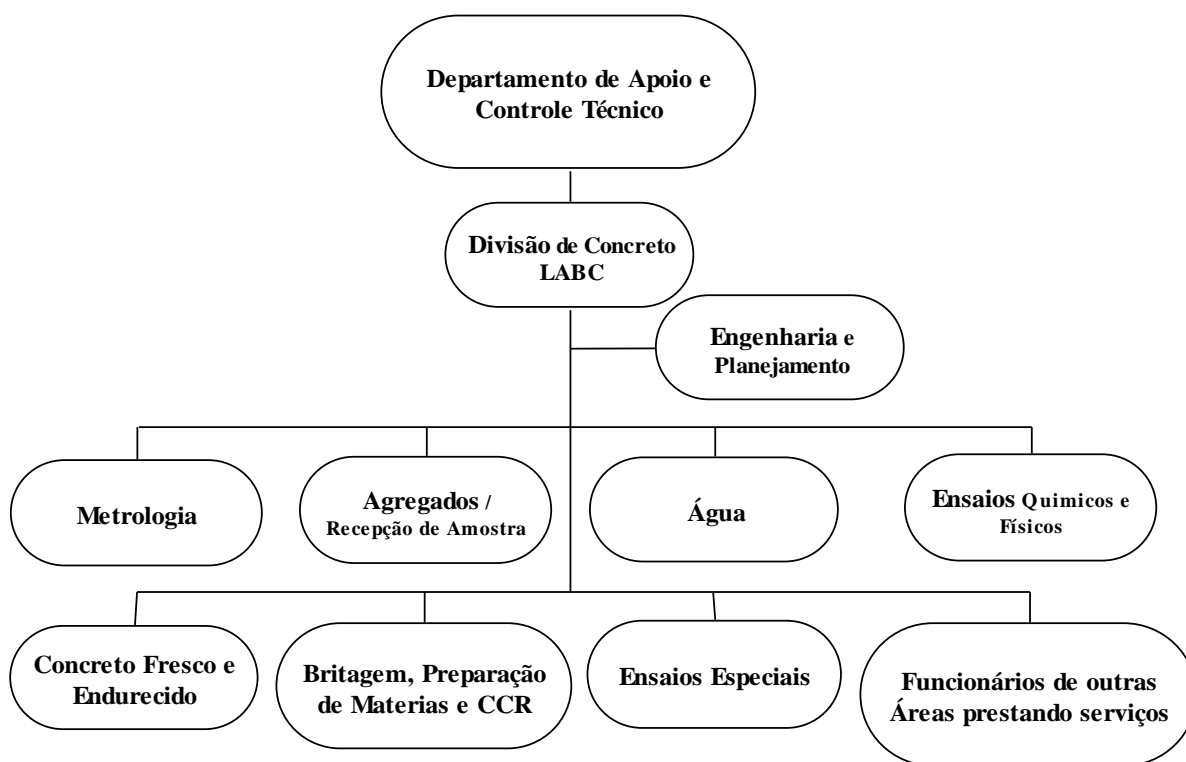 Departamento de Apoio e
Controle Técnico
Divisão de Concreto
LABC
Engenharia e
Planejamento
Metrologia
Agregados /
Recepção de Amostra
Água
Ensaios Quimicos e
Físicos
Concreto Fresco e
Endurecido
Britagem, Preparação
de Materias e CCR
Ensaios Especiais
Funcionários de outras
Áreas prestando serviços